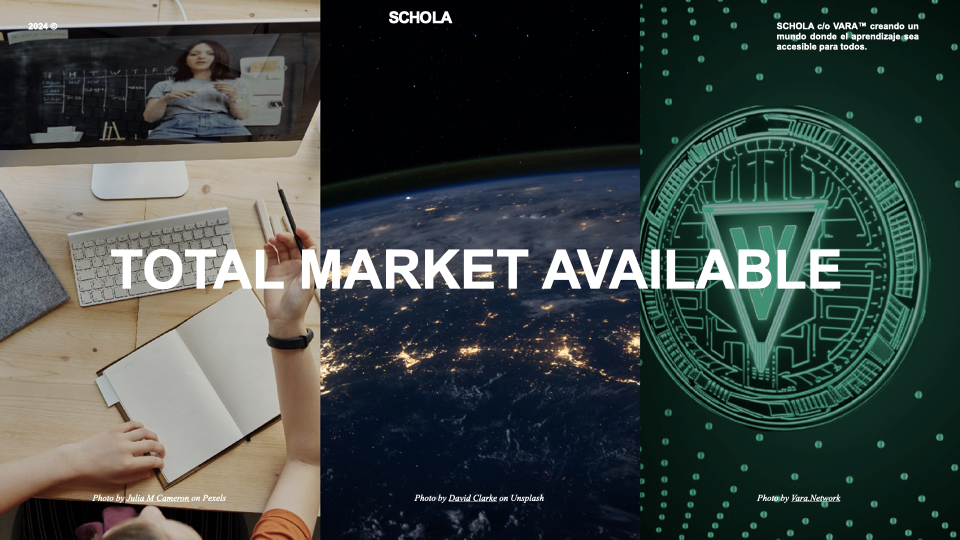 2024 ©
SCHOLA
SCHOLA c/o VARA™ creando un
mundo donde el aprendizaje sea
accesible para todos.
TOTAL MARKET AVAILABLE
Photo by Julia M Cameron on Pexels
Photo by David Clarke on Unsplash
Photo by Vara.Network